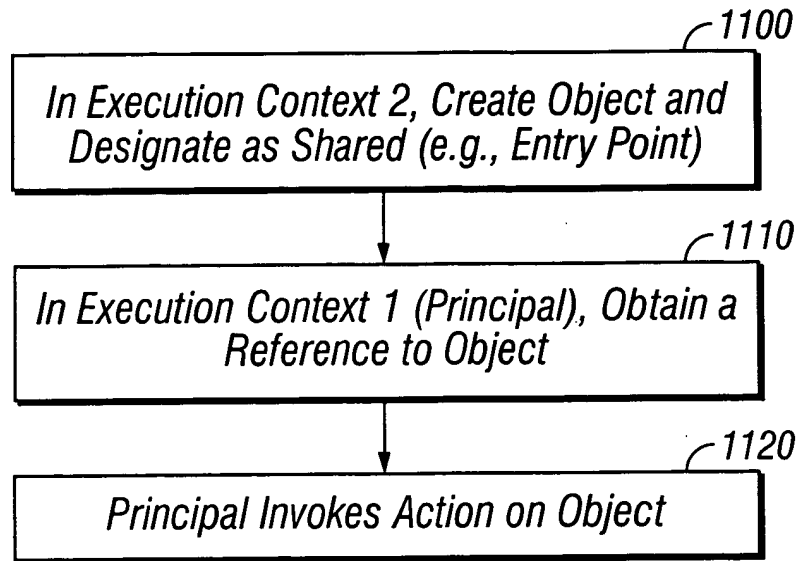 1100
In Execution Context 2, Create Object and
Designate as Shared (e.g., Entry Point)
1110
In Execution Context 1 (Principal), Obtain a
Reference to Object
1120
Principal Invokes Action on Object